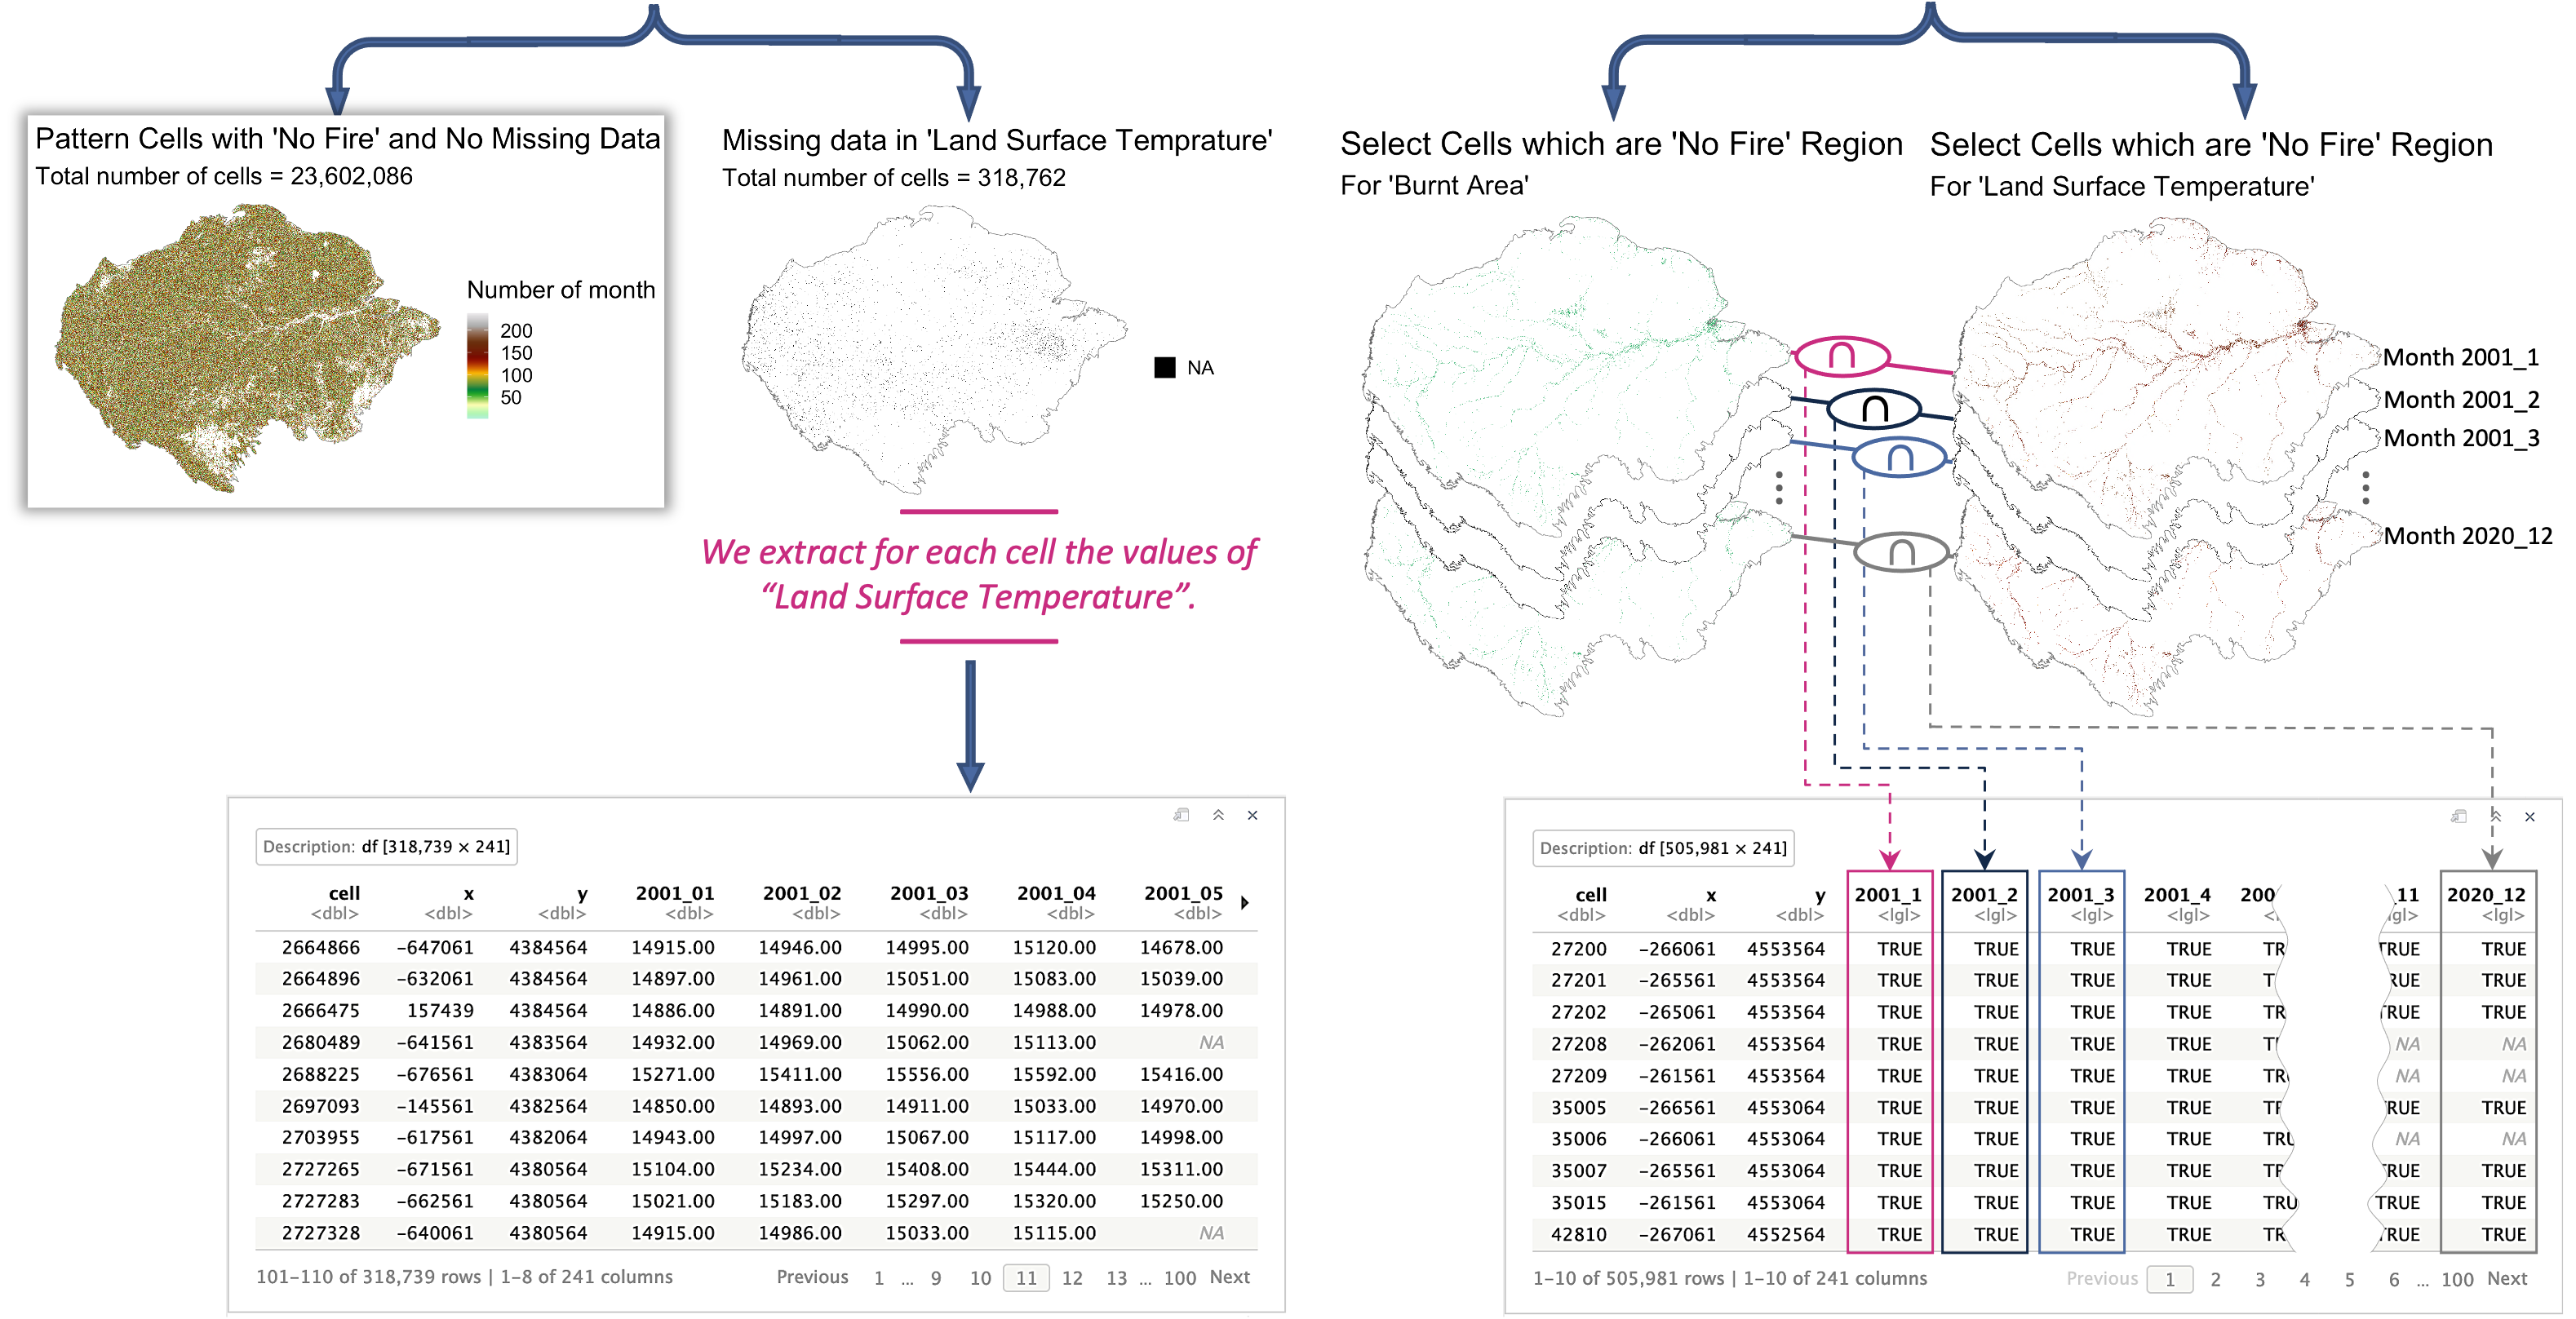 Pattern Cells with 'No Fire' and No Missing Data
Total number of cells = 23,602,086
Number of month
200
150
100
50
Missing data in 'Land Surface Temprature'
Total number of cells = 318,762
NA
We extract for each cell the values of
“Land Surface Temperature”.
Select Cells which are 'No Fire' Region
For 'Burnt Area'
Select Cells which are 'No Fire' Region
For 'Land Surface Temperature'
∩
∩
∩
∩
Month 2001_1
Month 2001_2
Month 2001_3
Month 2020_12
Description: df [318,739 × 241]
cell x y 2001_01 2001_02 2001_03 2001_04 2001_05
<dbl> <dbl> <dbl> <dbl> <dbl> <dbl> <dbl> <dbl>
2664866 -647061 4384564 14915.00 14946.00 14995.00 15120.00 14678.00
2664896 -632061 4384564 14897.00 14961.00 15051.00 15083.00 15039.00
2666475 157439 4384564 14886.00 14891.00 14990.00 14988.00 14978.00
2680489 -641561 4383564 14932.00 14969.00 15062.00 15113.00 NA
2688225 -676561 4383064 15271.00 15411.00 15556.00 15592.00 15416.00
2697093 -145561 4382564 14850.00 14893.00 14911.00 15033.00 14970.00
2703955 -617561 4382064 14943.00 14997.00 15067.00 15117.00 14998.00
2727265 -671561 4380564 15104.00 15234.00 15408.00 15444.00 15311.00
2727283 -662561 4380564 15021.00 15183.00 15297.00 15320.00 15250.00
2727328 -640061 4380564 14915.00 14986.00 15033.00 15115.00 NA
101-110 of 318,739 rows | 1-8 of 241 columns Previous 1 ... 9 10 11 12 13 ... 100 Next
Description: df [505,981 × 241]
cell x y 2001_1 2001_2 2001_3 2001_4 200 _11 2020_12
<dbl> <dbl> <dbl> <lgl> <lgl> <lgl> <lgl> <l lgl> <lgl>
27200 -266061 4553564 TRUE TRUE TRUE TRUE TR TRUE TRUE
27201 -265561 4553564 TRUE TRUE TRUE TRUE T RUE TRUE
27202 -265061 4553564 TRUE TRUE TRUE TRUE TR TRUE TRUE
27208 -262061 4553564 TRUE TRUE TRUE TRUE T NA NA
27209 -261561 4553564 TRUE TRUE TRUE TRUE TR NA NA
35005 -266561 4553064 TRUE TRUE TRUE TRUE TR RUE TRUE
35006 -266061 4553064 TRUE TRUE TRUE TRUE TRU NA NA
35007 -265561 4553064 TRUE TRUE TRUE TRUE TR RUE TRUE
35015 -261561 4553064 TRUE TRUE TRUE TRUE TRU TRUE TRUE
42810 -267061 4552564 TRUE TRUE TRUE TRUE TR TRUE TRUE
1-10 of 505,981 rows | 1-10 of 241 columns Previous 1 2 3 4 5 6 ... 100 Next